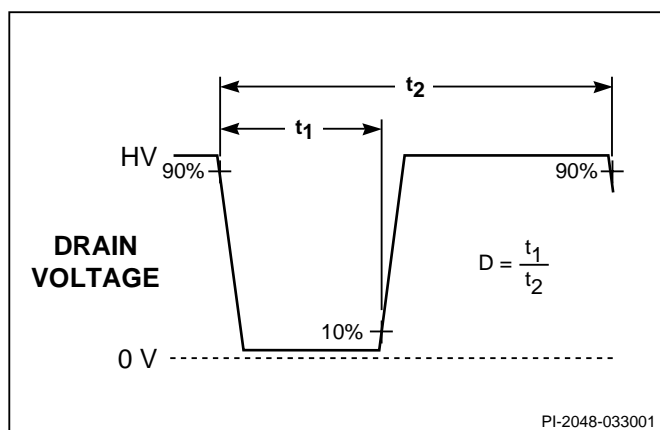 t2
t1
HV
90%
90%
DRAIN
VOLTAGE
D = t1
t2
10%
0 V
PI-2048-033001